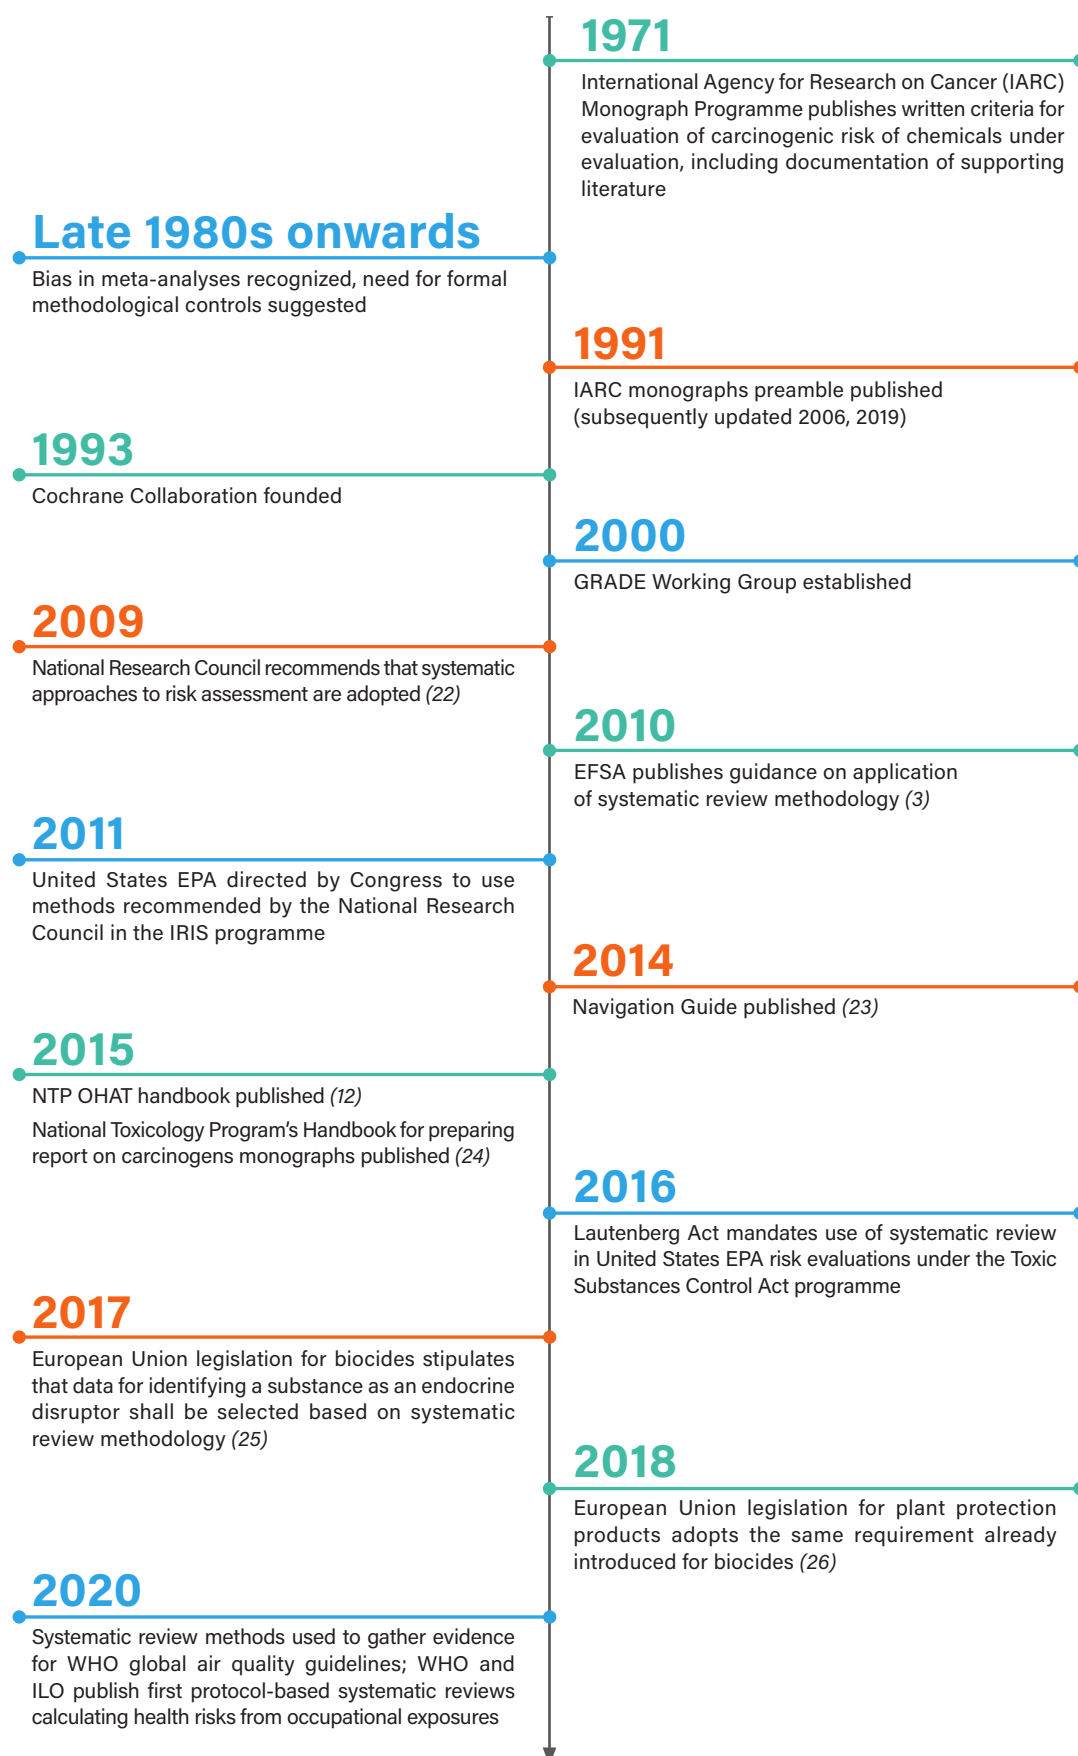 1971
International Agency for Research on Cancer (IARC)
Monograph Programme publishes written criteria for
evaluation of carcinogenic risk of chemicals under
evaluation, including documentation of supporting
literature
Late 1980s onwards
Bias in meta-analyses recognized, need for formal
methodological controls suggested
1991
IARC monographs preamble published
(subsequently updated 2006, 2019)
1993
Cochrane Collaboration founded
2000
GRADE Working Group established
2009
National Research Council recommends that systematic
approaches to risk assessment are adopted (22)
2010
EFSA publishes guidance on application
of systematic review methodology (3)
2011
United States EPA directed by Congress to use
methods recommended by the National Research
Council in the IRIS programme
2014
Navigation Guide published (23)
2015
NTP OHAT handbook published (12)
National Toxicology Program's Handbook for preparing
report on carcinogens monographs published (24)
2016
Lautenberg Act mandates use of systematic review
in United States EPA risk evaluations under the Toxic
Substances Control Act programme
2017
European Union legislation for biocides stipulates
that data for identifying a substance as an endocrine
disruptor shall be selected based on systematic
review methodology (25)
2018
European Union legislation for plant protection
products adopts the same requirement already
introduced for biocides (26)
2020
Systematic review methods used to gather evidence
for WHO global air quality guidelines; WHO and
ILO publish first protocol-based systematic reviews
calculating health risks from occupational exposures